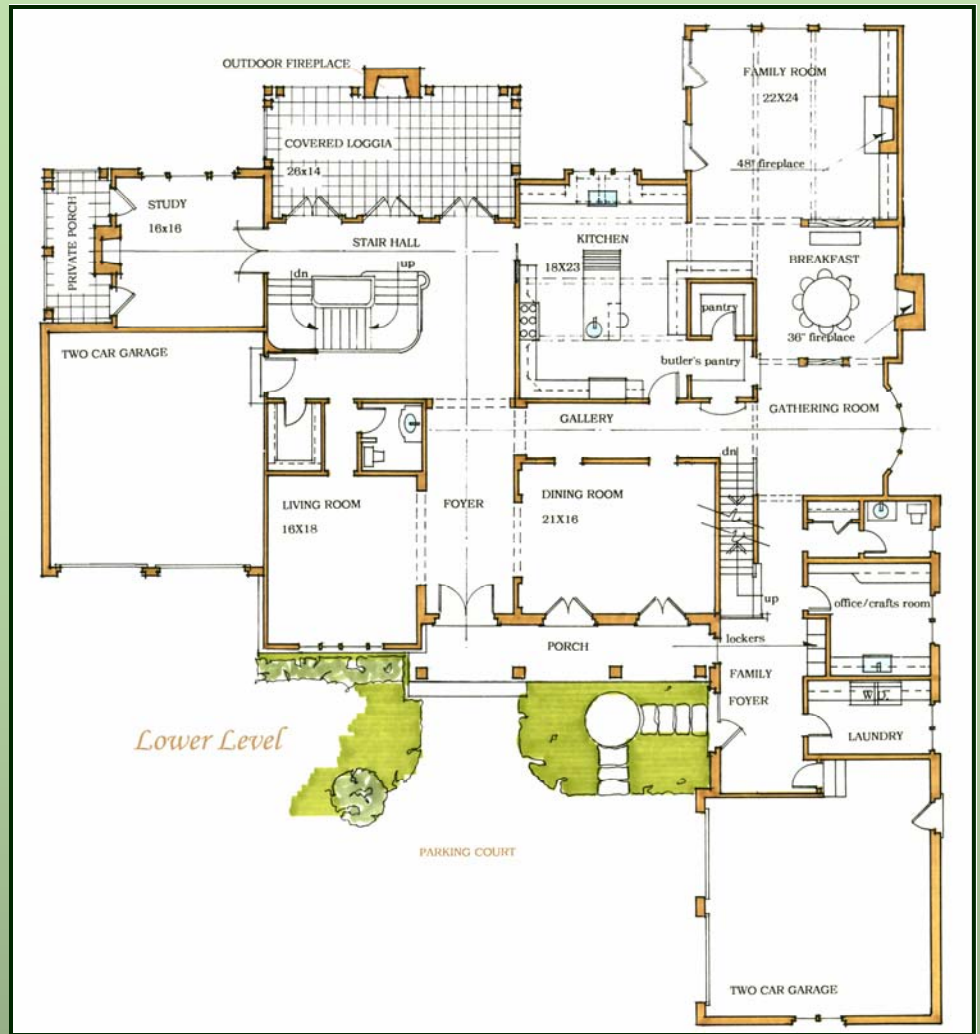 OUTDOOR FIREPLACE
FAMILY ROOM
22X24
COVERED LOGGIA
26x14
48" fireplace
PRIVATE PORCH
STUDY
16x16
STAIR HALL
KITCHEN
18X23
BREAKFAST
dn
up
pantry
36" fireplace
TWO CAR GARAGE
butler's pantry
GALLERY
GATHERING ROOM
dn
LIVING ROOM
16X18
FOYER
DINING ROOM
21X16
up
office/crafts room
lockers
PORCH
FAMILY
FOYER
W.
D.
LAUNDRY
Lower Level
PARKING COURT
TWO CAR GARAGE